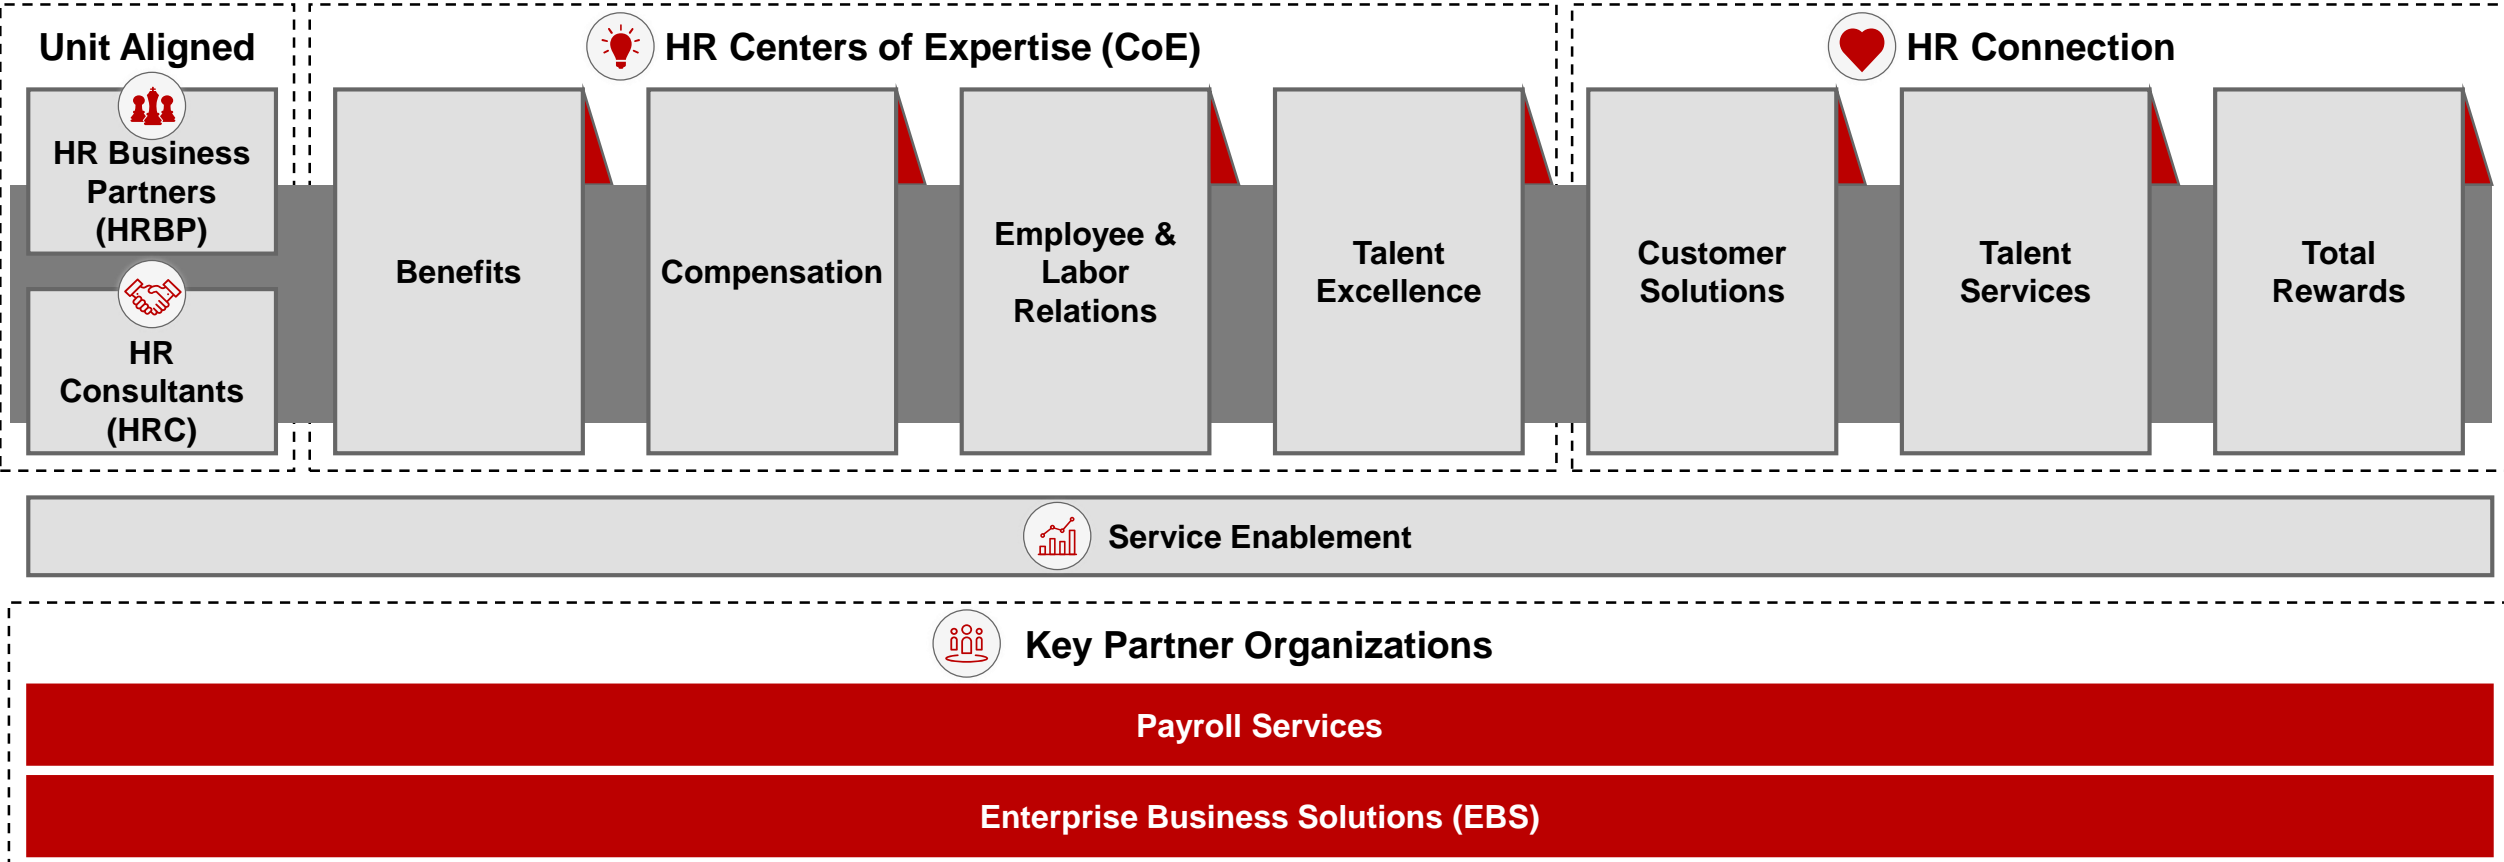 Unit Aligned
HR Business
Partners
(HRBP)
HR
Consultants
(HRC)
HR Centers of Expertise (CoE)
Benefits
Compensation
Employee &
Labor
Relations
Talent
Excellence
HR Connection
Customer
Solutions
Talent
Services
Total
Rewards
Service Enablement
Key Partner Organizations
Payroll Services
Enterprise Business Solutions (EBS)